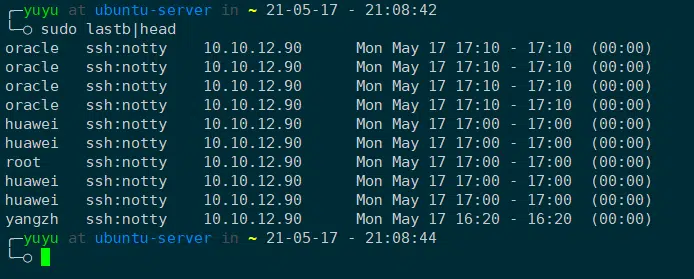 ╭─yuyu at ubuntu-server in ~ 21-05-17 - 21:08:42
╰─○ sudo lastb|head
oracle   ssh:notty    10.10.12.90      Mon May 17 17:10 - 17:10  (00:00)
oracle   ssh:notty    10.10.12.90      Mon May 17 17:10 - 17:10  (00:00)
oracle   ssh:notty    10.10.12.90      Mon May 17 17:10 - 17:10  (00:00)
oracle   ssh:notty    10.10.12.90      Mon May 17 17:10 - 17:10  (00:00)
huawei   ssh:notty    10.10.12.90      Mon May 17 17:00 - 17:00  (00:00)
huawei   ssh:notty    10.10.12.90      Mon May 17 17:00 - 17:00  (00:00)
root     ssh:notty    10.10.12.90      Mon May 17 17:00 - 17:00  (00:00)
huawei   ssh:notty    10.10.12.90      Mon May 17 17:00 - 17:00  (00:00)
huawei   ssh:notty    10.10.12.90      Mon May 17 17:00 - 17:00  (00:00)
yangzh   ssh:notty    10.10.12.90      Mon May 17 16:20 - 16:20  (00:00)
╭─yuyu at ubuntu-server in ~ 21-05-17 - 21:08:44
╰─○